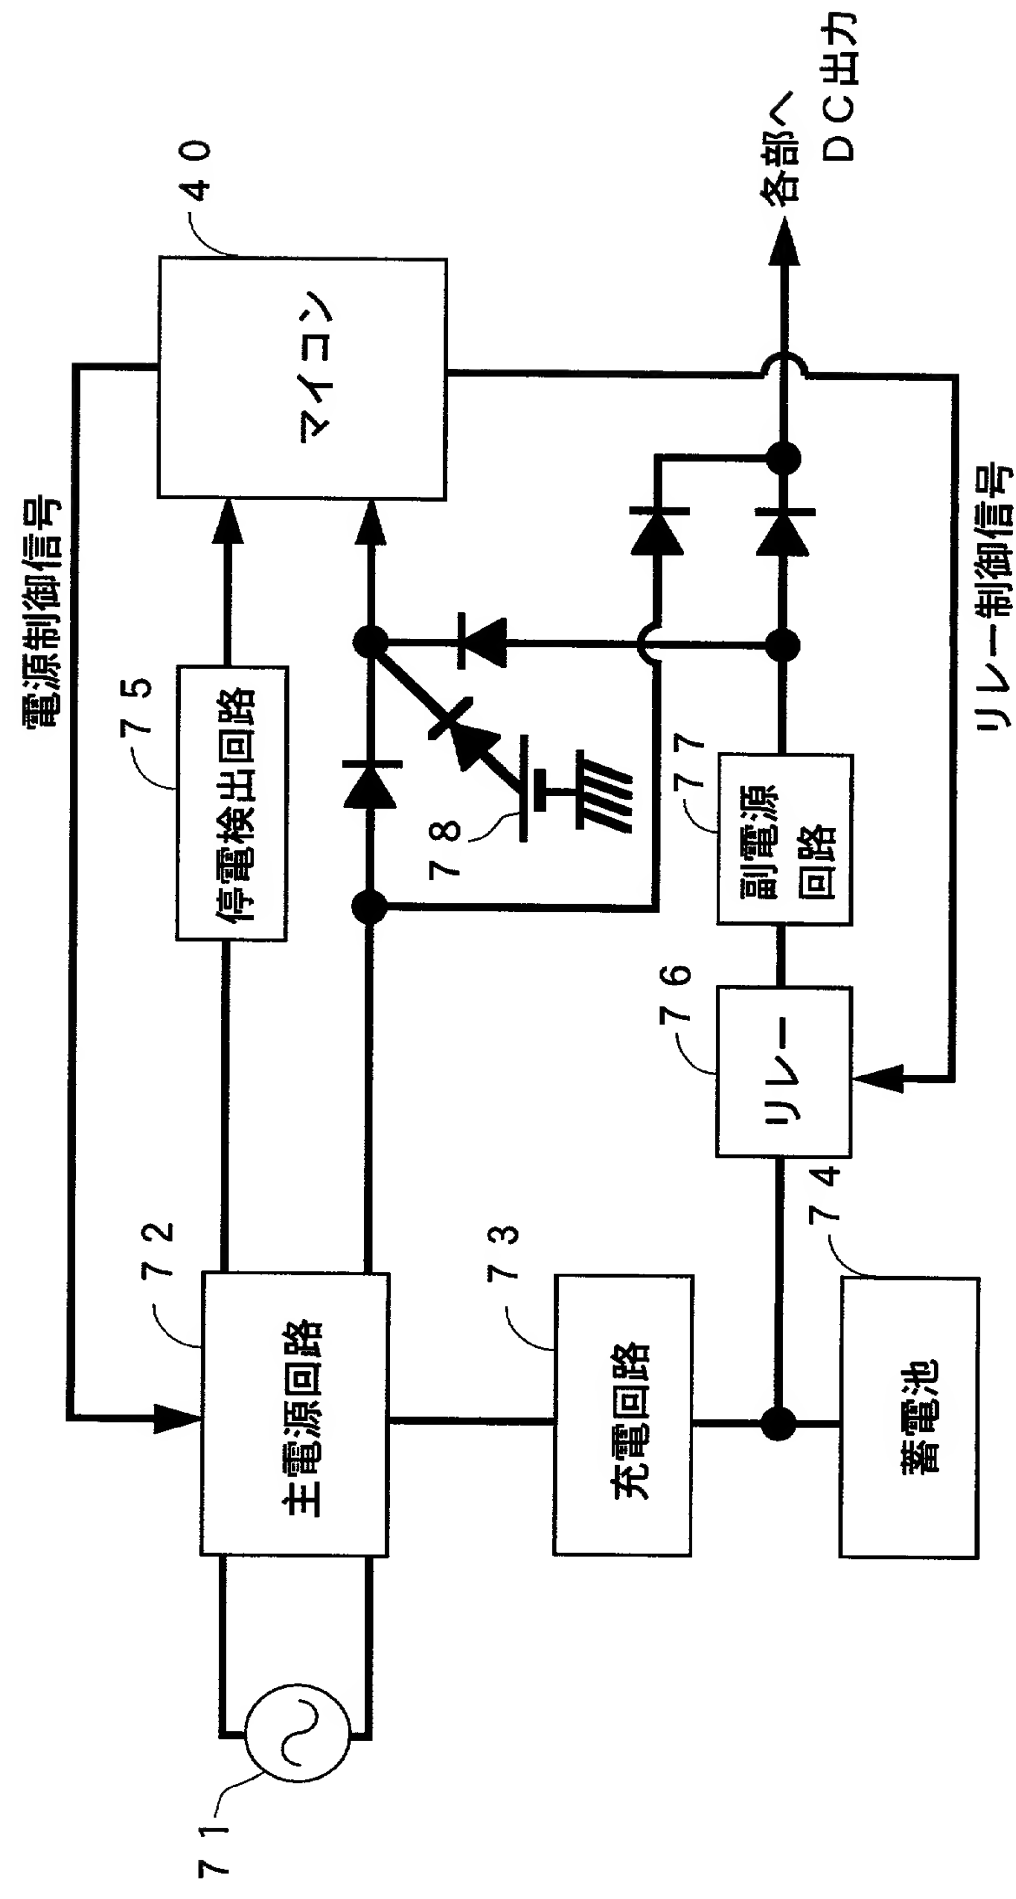 電源制御信号
40
75
停電検出回路
マイコン
72
主電源回路
71
78
各部へ
DC出力
73
充電回路
76
リレー
77
副電源
回路
74
蓄電池
リレー制御信号